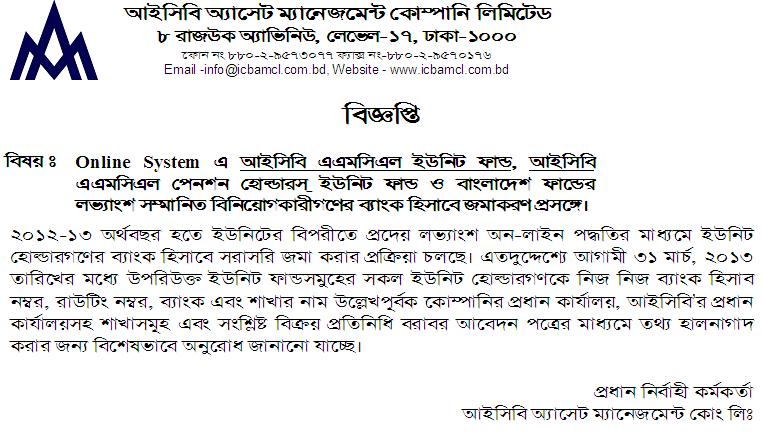 আইসিবি অ্যাসেট ম্যানেজমেন্ট কোম্পানি লিমিটেড
৮ রাজউক অ্যাভিনিউ, লেভেল-১৭, ঢাকা-১০০০
ফোন নং ৮৮০-২-৯৫৭৩০৭৭ ফ্যাক্স নং-৮৮০-২-৯৫৭০১৭৬
Email -info@icbamcl.com.bd, Website - www.icbamcl.com.bd
বিজ্ঞপ্তি
বিষয় ঃ Online System এ আইসিবি এএমসিএল ইউনিট ফান্ড, আইসিবি
এএমসিএল পেনশন হোল্ডারস্ ইউনিট ফান্ড ও বাংলাদেশ ফান্ডের
লভ্যাংশ সম্মানিত বিনিয়োগকারীগণের ব্যাংক হিসাবে জমাকরণ প্রসঙ্গে।
২০১২-১৩ অর্থবছর হতে ইউনিটের বিপরীতে প্রদেয় লভ্যাংশ অন-লাইন পদ্ধতির মাধ্যমে ইউনিট
হোল্ডারগণের ব্যাংক হিসাবে সরাসরি জমা করার প্রক্রিয়া চলছে। এতদুদ্দেশ্যে আগামী ৩১ মার্চ, ২০১৩
তারিখের মধ্যে উপরিউক্ত ইউনিট ফান্ডসমুহের সকল ইউনিট হোল্ডারগণকে নিজ নিজ ব্যাংক হিসাব
নম্বর, রাউটিং নম্বর, ব্যাংক এবং শাখার নাম উল্লেখপূর্বক কোম্পানির প্রধান কার্যালয়, আইসিবি'র প্রধান
কার্যালয়সহ শাখাসমুহ এবং সংশ্লিষ্ট বিক্রয় প্রতিনিধি বরাবর আবেদন পত্রের মাধ্যমে তথ্য হালনাগাদ
করার জন্য বিশেষভাবে অনুরোধ জানানো যাচ্ছে।
প্রধান নির্বাহী কর্মকর্তা
আইসিবি অ্যাসেট ম্যানেজমেন্ট কোং লিঃ